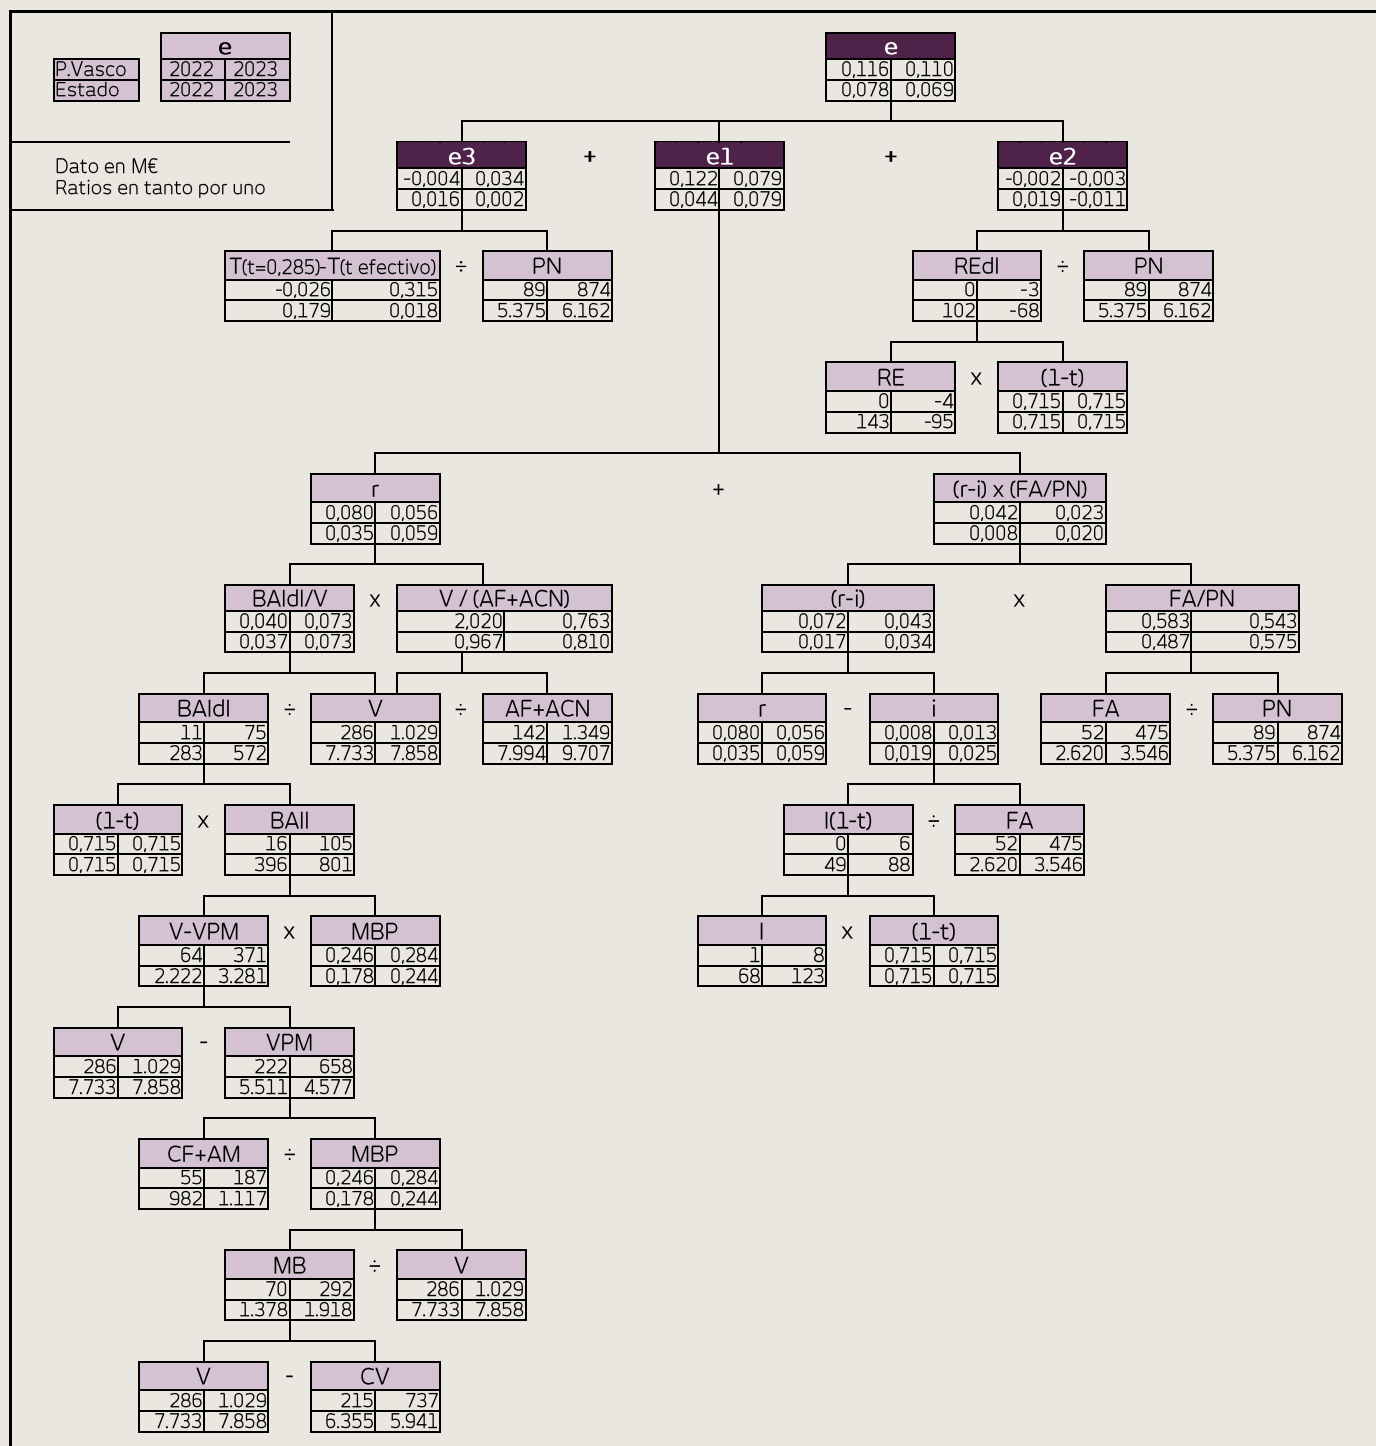 e
P.Vasco 2022 2023
Estado 2022 2023
Dato en M€
Ratios en tanto por uno
e
0,116 0,110
0,078 0,069
e3 + e1 + e2
-0,004 0,034 0,122 0,079 -0,002 -0,003
0,016 0,002 0,044 0,079 0,019 -0,011
T(t=0,285)-T(t efectivo) ÷ PN REdI ÷ PN
-0,026 0,315 89 874 0 -3 89 874
0,179 0,018 5.375 6.162 102 -68 5.375 6.162
RE x (1-t)
0 -4 0,715 0,715
143 -95 0,715 0,715
r + (r-i) x (FA/PN)
0,080 0,056 0,042 0,023
0,035 0,059 0,008 0,020
BAIdI/V x V / (AF+ACN) (r-i) x FA/PN
0,040 0,073 2,020 0,763 0,072 0,043 0,583 0,543
0,037 0,073 0,967 0,810 0,017 0,034 0,487 0,575
BAIdI ÷ V ÷ AF+ACN r - i FA ÷ PN
11 75 286 1.029 142 1.349 0,080 0,056 0,008 0,013 52 475 89 874
283 572 7.733 7.858 7.994 9.707 0,035 0,059 0,019 0,025 2.620 3.546 5.375 6.162
(1-t) x BAII I(1-t) ÷ FA
0,715 0,715 16 105 0 6 52 475
0,715 0,715 396 801 49 88 2.620 3.546
V-VPM x MBP I x (1-t)
64 371 0,246 0,284 1 8 0,715 0,715
2.222 3.281 0,178 0,244 68 123 0,715 0,715
V - VPM
286 1.029 222 658
7.733 7.858 5.511 4.577
CF+AM ÷ MBP
55 187 0,246 0,284
982 1.117 0,178 0,244
MB ÷ V
70 292 286 1.029
1.378 1.918 7.733 7.858
V - CV
286 1.029 215 737
7.733 7.858 6.355 5.941